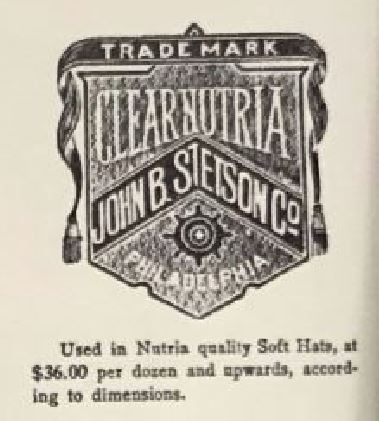 TRADE MARK
CLEAR NUTRIA
JOHN B. STETSON CO
PHILADELPHIA
Used in Nutria quality Soft Hats, at
$36.00 per dozen and upwards, accord-
ing to dimensions.